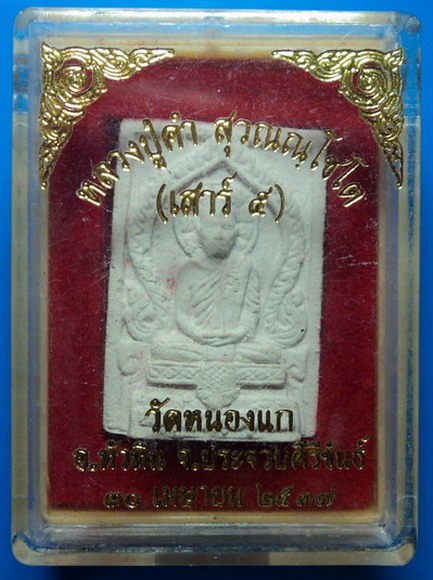 หลวงปู่คำ สุวณฺณโชโต
(เสาร์ ๕)
วัดหนองแก
อ.หัวหิน จ.ประจวบคีรีขันธ์
๓๐ เมษายน ๒๕๓๗